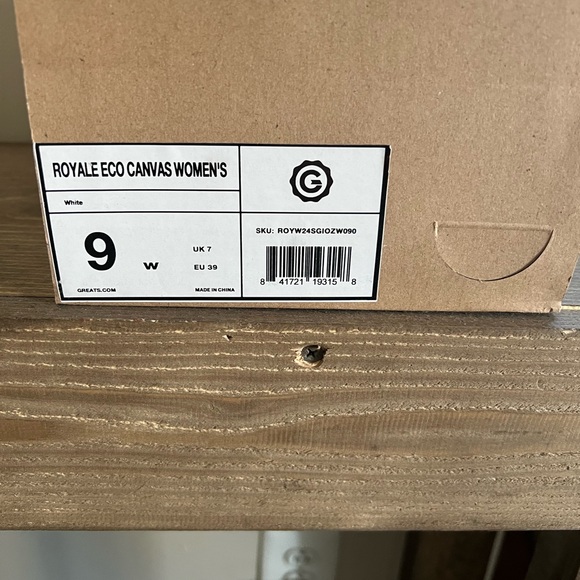 ROYALE ECO CANVAS WOMEN'S
White
9 W
UK 7
EU 39
GREATS.COM
MADE IN CHINA
G
SKU: ROYW24SGIOZW090
8 41721 19315 8